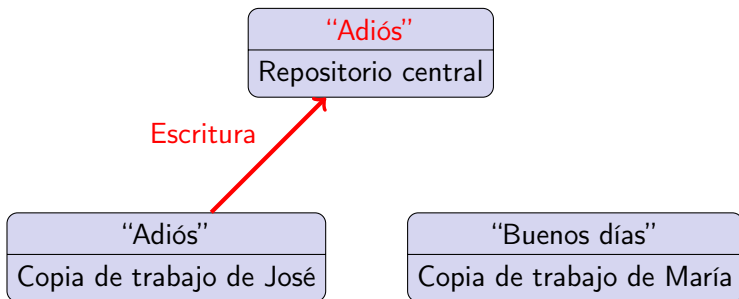 “Adiós”
Repositorio central
Escritura
“Adiós”
Copia de trabajo de José
“Buenos días”
Copia de trabajo de María